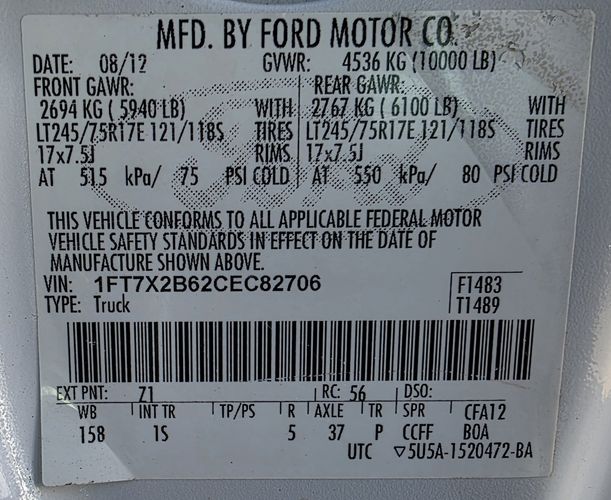 MFD. BY FORD MOTOR CO.
DATE: 08/12 GVWR: 4536 KG (10000 LB)
FRONT GAWR: REAR GAWR:
2694 KG ( 5940 LB) WITH 2767 KG ( 6100 LB) WITH
LT245/75R17E 121/118S TIRES LT245/75R17E 121/118S TIRES
17x7.5J RIMS 17x7.5J RIMS
AT 515 kPa/ 75 PSI COLD AT 550 kPa/ 80 PSI COLD
THIS VEHICLE CONFORMS TO ALL APPLICABLE FEDERAL MOTOR
VEHICLE SAFETY STANDARDS IN EFFECT ON THE DATE OF
MANUFACTURE SHOWN ABOVE.
VIN: 1FT7X2B62CEC82706 F1483
TYPE: Truck T1489
EXT PNT: Z1 RC: 56 DSO:
WB INT TR TP/PS R AXLE TR SPR CFA12
158 1S 5 37 P CCFF BOA
UTC ▽5U5A-1520472-BA